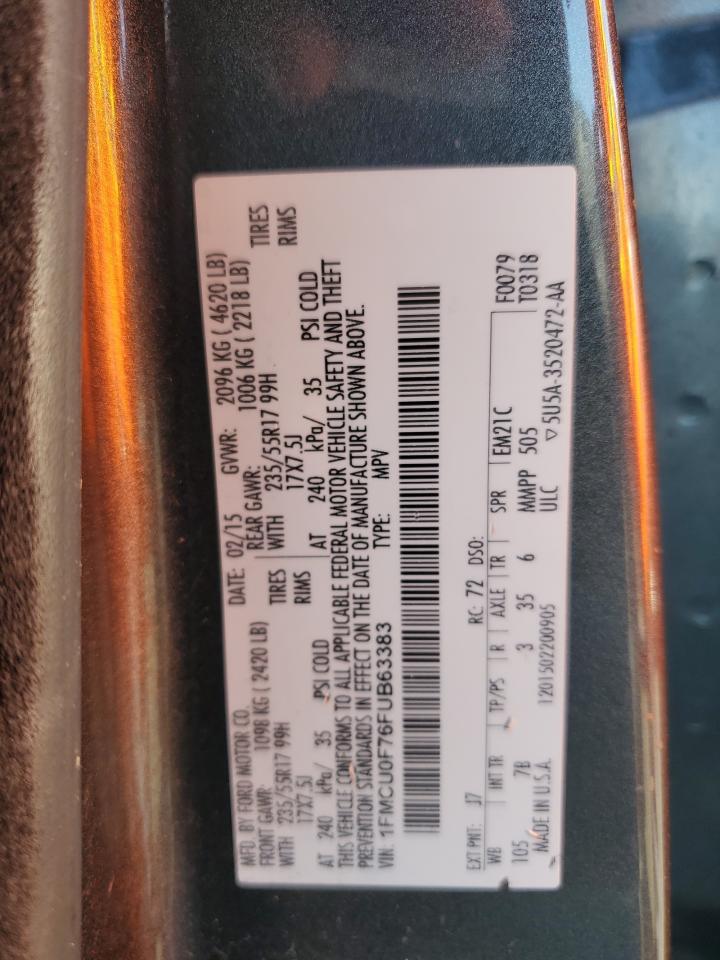 MFD. BY FORD MOTOR CO.
DATE: 02/15 GVWR: 2096 KG ( 4620 LB)
FRONT GAWR: 1098 KG ( 2420 LB) REAR GAWR: 1006 KG ( 2218 LB)
WITH 235/55R17 99H TIRES WITH 235/55R17 99H TIRES
17X7.5J RIMS 17X7.5J RIMS
AT 240 kPa/ 35 PSI COLD AT 240 kPa/ 35 PSI COLD
THIS VEHICLE CONFORMS TO ALL APPLICABLE FEDERAL MOTOR VEHICLE SAFETY AND THEFT
PREVENTION STANDARDS IN EFFECT ON THE DATE OF MANUFACTURE SHOWN ABOVE.
VIN: 1FMCU0F76FUB63383 TYPE: MPV
EXT PNT: J7 RC: 72 DSO: F0079
WB INT TR TP/PS R AXLE TR SPR EM21C T0318
105 7B 3 35 6 MMPP 505
MADE IN U.S.A. 1201502200905 ULC ▽5U5A-3520472-AA